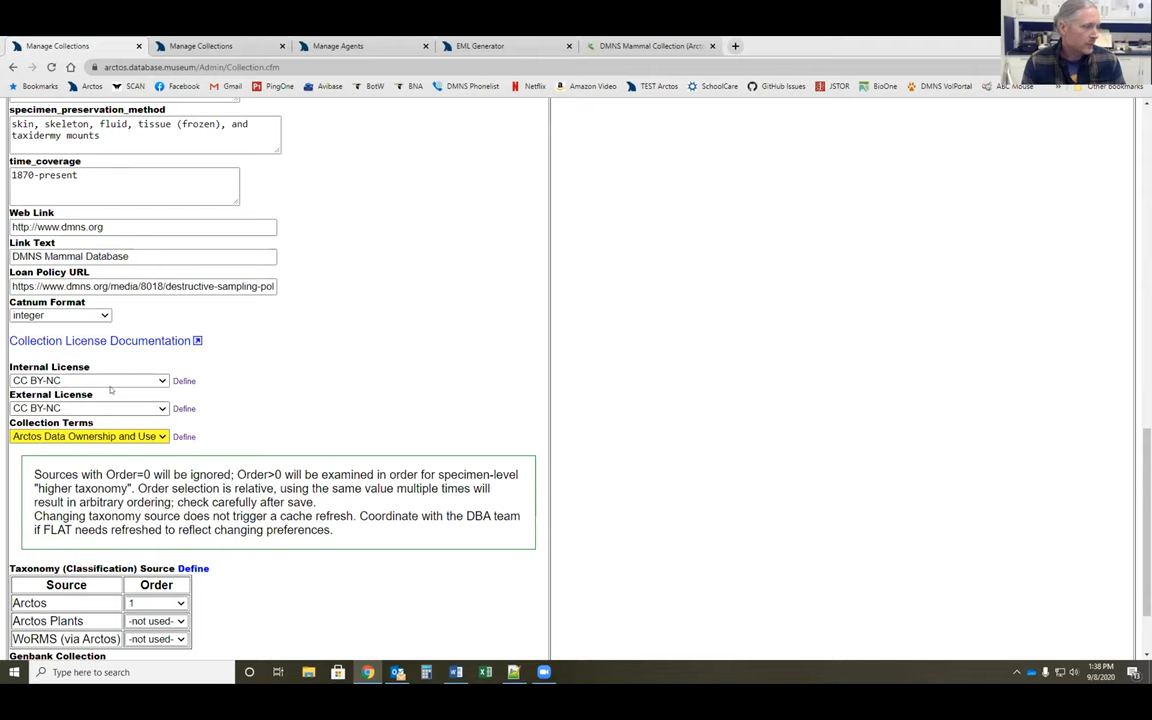 Manage Collections
Manage Collections
Manage Agents
EML Generator
DMNS Mammal Collection (Arc
arctos.database.museum/Admin/Collection.cfm
Bookmarks Arctos SCAN Facebook Gmail PingOne Avibase BotW BNA DMNS Phonelist Netflix Amazon Video TEST Arctos SchoolCare GitHub Issues JSTOR BioOne DMNS VolPortal ABC Mouse » Other bookmarks
specimen_preservation_method
skin, skeleton, fluid, tissue (frozen), and
taxidermy mounts
time_coverage
1870-present
Web Link
http://www.dmns.org
Link Text
DMNS Mammal Database
Loan Policy URL
https://www.dmns.org/media/8018/destructive-sampling-pol
Catnum Format
integer
Collection License Documentation
Internal License
CC BY-NC Define
External License
CC BY-NC Define
Collection Terms
Arctos Data Ownership and Use Define
Sources with Order=0 will be ignored; Order>0 will be examined in order for specimen-level
"higher taxonomy". Order selection is relative, using the same value multiple times will
result in arbitrary ordering; check carefully after save.
Changing taxonomy source does not trigger a cache refresh. Coordinate with the DBA team
if FLAT needs refreshed to reflect changing preferences.
Taxonomy (Classification) Source Define
Source Order
Arctos 1
Arctos Plants -not used-
WoRMS (via Arctos) -not used-
Genbank Collection
Type here to search
1:38 PM
9/8/2020